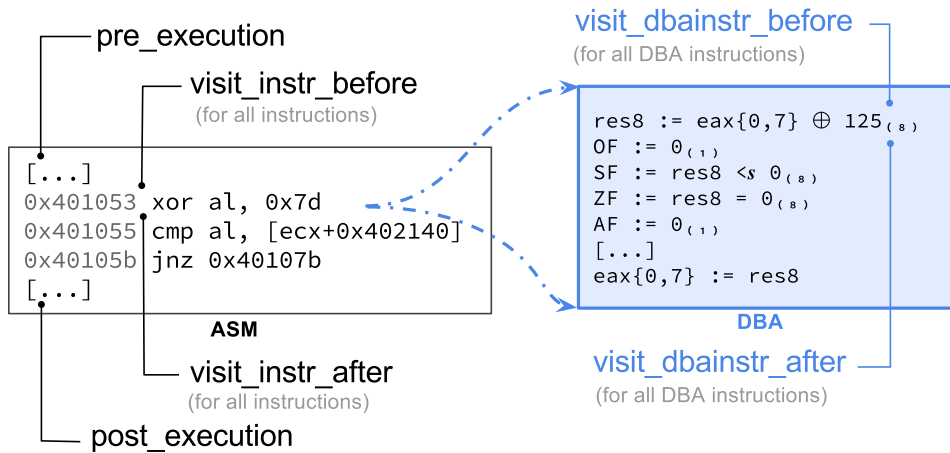 pre_execution
visit_instr_before
(for all instructions)
[...]
0x401053 xor al, 0x7d
0x401055 cmp al, [ecx+0x402140]
0x40105b jnz 0x40107b
[...]
ASM
visit_instr_after
(for all instructions)
post_execution
visit_dbainstr_before
(for all DBA instructions)
res8 := eax{0,7} ⊕ 125₍₈₎
OF := 0₍₁₎
SF := res8 <s 0₍₈₎
ZF := res8 = 0₍₈₎
AF := 0₍₁₎
[...]
eax{0,7} := res8
DBA
visit_dbainstr_after
(for all DBA instructions)